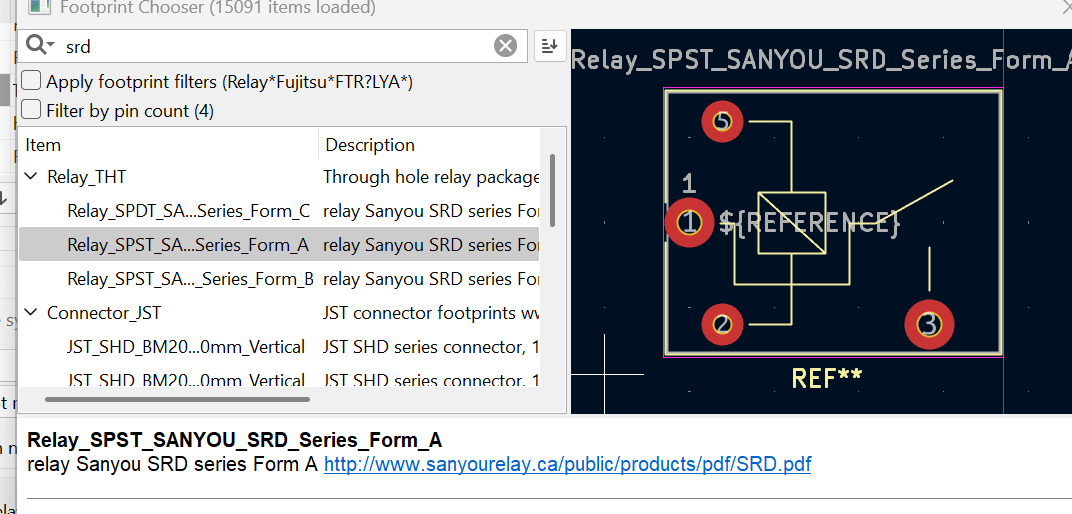 Footprint Chooser (15091 items loaded)
srd
Apply footprint filters (Relay*Fujitsu*FTR?LYA*)
Filter by pin count (4)
Item Description
Relay_THT Through hole relay package
Relay_SPDT_SA...Series_Form_C relay Sanyou SRD series Fo
Relay_SPST_SA...Series_Form_A relay Sanyou SRD series Fo
Relay_SPST_SA..._Series_Form_B relay Sanyou SRD series Fo
Connector_JST JST connector footprints w
JST_SHD_BM20...0mm_Vertical JST SHD series connector, 1
JST_SHD_BM20...0mm_Vertical JST SHD series connector, 1
Relay_SPST_SANYOU_SRD_Series_Form_A
5
1
1 ${REFERENCE}
2 3
REF**
Relay_SPST_SANYOU_SRD_Series_Form_A
relay Sanyou SRD series Form A http://www.sanyourelay.ca/public/products/pdf/SRD.pdf